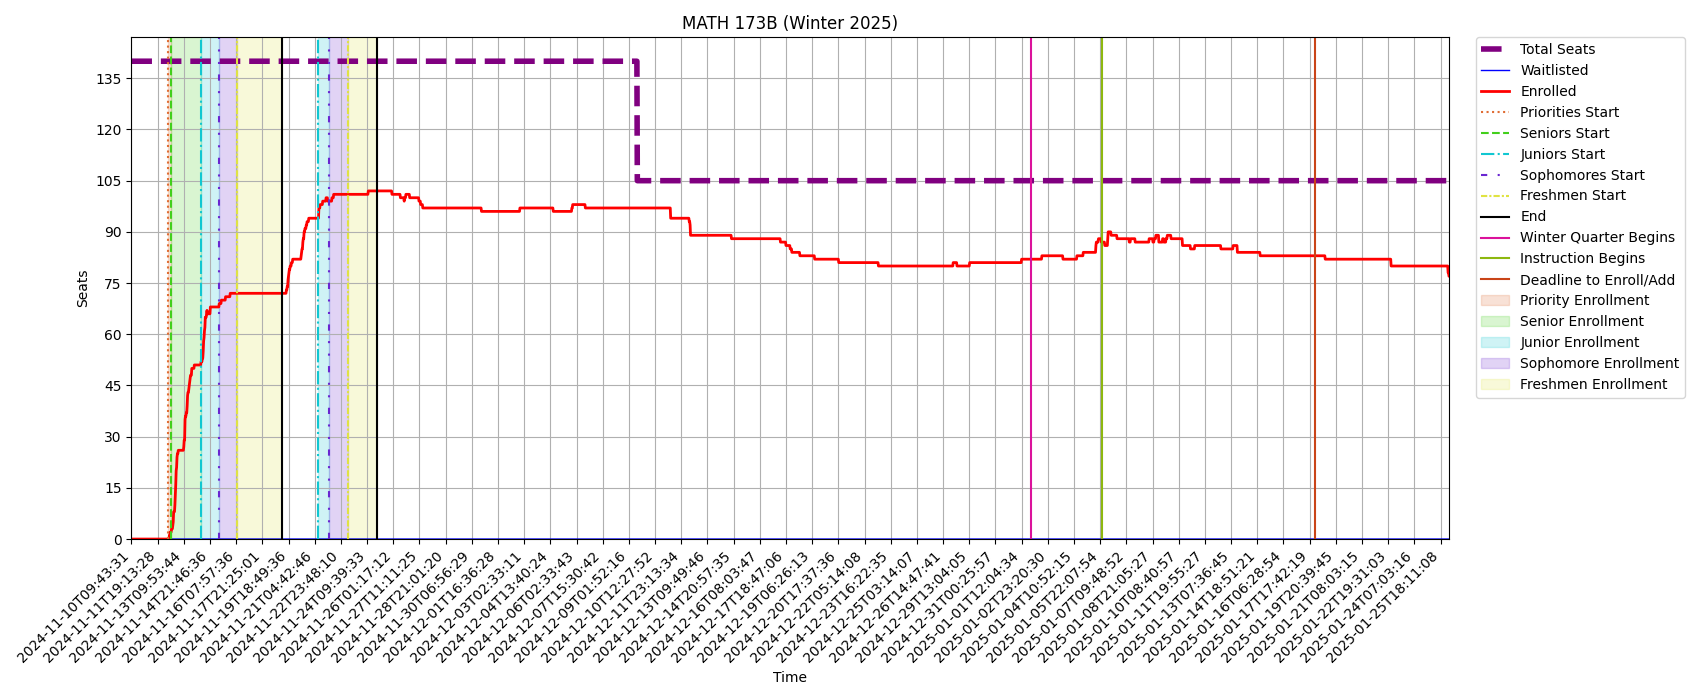 MATH 173B (Winter 2025)
Seats
135
120
105
90
75
60
45
30
15
0
2024-11-10T09:43:31
2024-11-11T19:13:28
2024-11-13T09:53:44
2024-11-14T21:46:36
2024-11-16T07:57:36
2024-11-17T21:25:01
2024-11-19T18:49:36
2024-11-21T04:42:46
2024-11-22T23:48:10
2024-11-24T09:39:33
2024-11-26T01:17:12
2024-11-27T11:11:25
2024-11-28T21:01:20
2024-11-30T06:56:29
2024-12-01T16:36:28
2024-12-03T02:33:11
2024-12-04T13:40:24
2024-12-06T02:33:43
2024-12-07T15:30:42
2024-12-09T01:52:16
2024-12-10T12:27:52
2024-12-11T23:13:34
2024-12-13T09:49:46
2024-12-14T20:57:35
2024-12-16T08:03:47
2024-12-17T18:47:06
2024-12-19T06:26:13
2024-12-20T17:37:36
2024-12-22T05:14:08
2024-12-23T16:22:35
2024-12-25T03:14:07
2024-12-26T14:47:41
2024-12-29T13:04:05
2024-12-31T00:25:57
2025-01-01T12:04:34
2025-01-02T23:20:30
2025-01-04T10:52:15
2025-01-05T22:07:54
2025-01-07T09:48:52
2025-01-08T21:05:27
2025-01-10T08:40:57
2025-01-11T19:55:27
2025-01-13T07:36:45
2025-01-14T18:51:23
2025-01-16T06:28:54
2025-01-17T17:42:19
2025-01-19T20:39:45
2025-01-21T08:03:15
2025-01-22T19:31:03
2025-01-24T07:03:16
2025-01-25T18:11:08
Time
Total Seats
Waitlisted
Enrolled
Priorities Start
Seniors Start
Juniors Start
Sophomores Start
Freshmen Start
End
Winter Quarter Begins
Instruction Begins
Deadline to Enroll/Add
Priority Enrollment
Senior Enrollment
Junior Enrollment
Sophomore Enrollment
Freshmen Enrollment